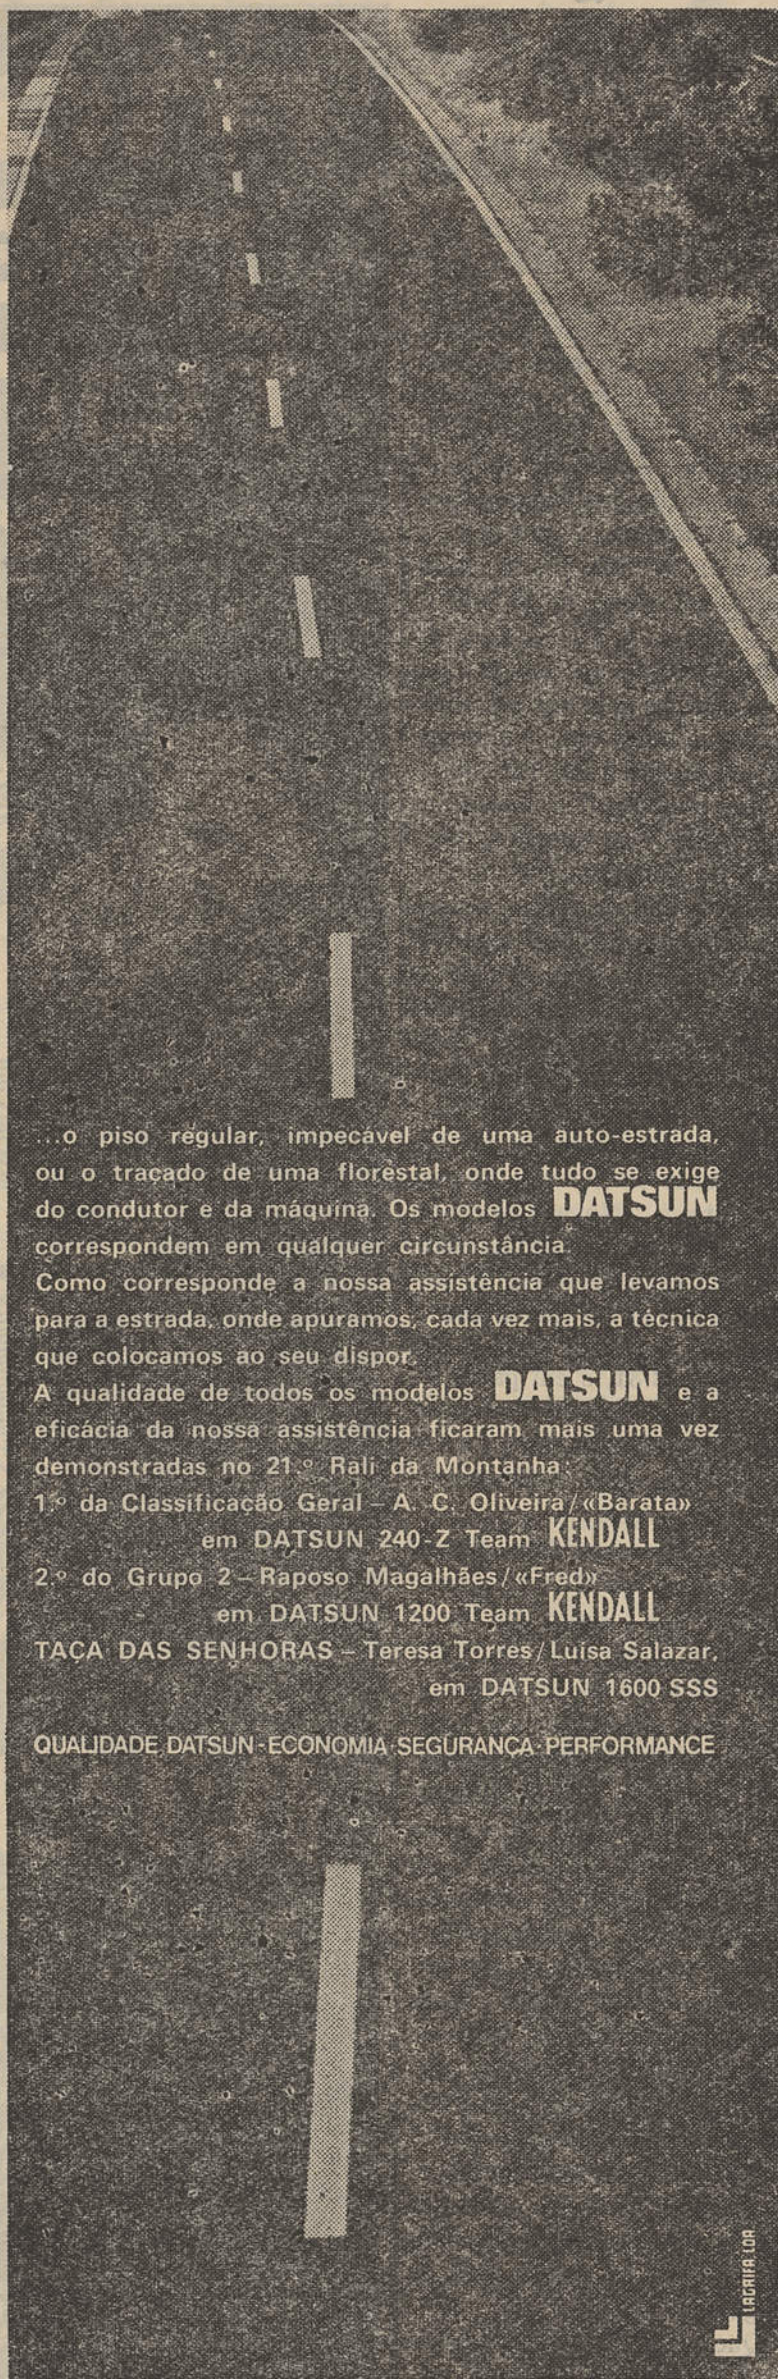 ...o piso regular, impecável de uma auto-estrada,
ou o traçado de uma florestal, onde tudo se exige
do condutor e da máquina. Os modelos DATSUN
correspondem em qualquer circunstância.
Como corresponde a nossa assistência que levamos
para a estrada, onde apuramos, cada vez mais, a técnica
que colocamos ao seu dispor.
A qualidade de todos os modelos DATSUN e a
eficácia da nossa assistência ficaram mais uma vez
demonstradas no 21.º Rali da Montanha:
1.º da Classificação Geral – A. C. Oliveira/«Barata»
em DATSUN 240-Z Team KENDALL
2.º do Grupo 2 – Raposo Magalhães/«Fred»
em DATSUN 1200 Team KENDALL
TAÇA DAS SENHORAS – Teresa Torres/Luísa Salazar,
em DATSUN 1600 SSS
QUALIDADE DATSUN·ECONOMIA·SEGURANÇA·PERFORMANCE
LAGRIFA, LDA